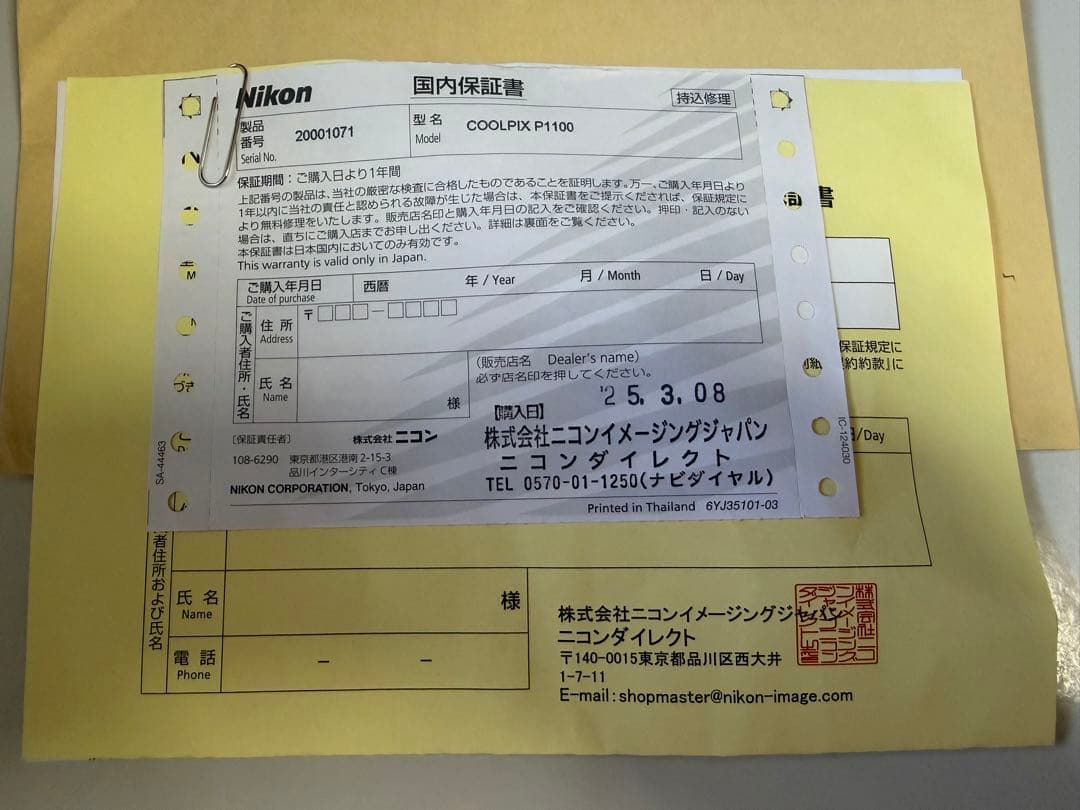 Nikon
国内保証書
持込修理
製品番号
Serial No.
20001071
型名
Model
COOLPIX P1100
保証期間：ご購入日より1年間
上記番号の製品は、当社の厳密な検査に合格したものであることを証明します。万一、ご購入年月日より
1年以内に当社の責任と認められる故障が生じた場合は、本保証書をご提示くだされば、保証規定に
より無料修理をいたします。販売店名印と購入年月日の記入をご確認ください。押印・記入のない
場合は、直ちにご購入店までお申し出ください。詳細は裏面をご覧ください。
本保証書は日本国内においてのみ有効です。
This warranty is valid only in Japan.
ご購入年月日
Date of purchase
西暦
年 / Year
月 / Month
日 / Day
ご購入者住所・氏名
住所
Address
〒□□□－□□□□
氏名
Name
様
（販売店名 Dealer's name）
必ず店名印を押してください。
'25.3.08
【購入日】
株式会社ニコンイメージングジャパン
ニコンダイレクト
TEL 0570-01-1250(ナビダイヤル)
〔保証責任者〕
株式会社 ニコン
108-6290 東京都港区港南 2-15-3
品川インターシティ C棟
NIKON CORPORATION, Tokyo, Japan
Printed in Thailand 6YJ35101-03
SA-44463
IC-124030
書
保証規定に
約款」に
/Day
者住所および氏名
氏名
Name
様
電話
Phone
－ －
株式会社ニコンイメージングジャパン
ニコンダイレクト
〒140-0015東京都品川区西大井
1-7-11
E-mail：shopmaster@nikon-image.com